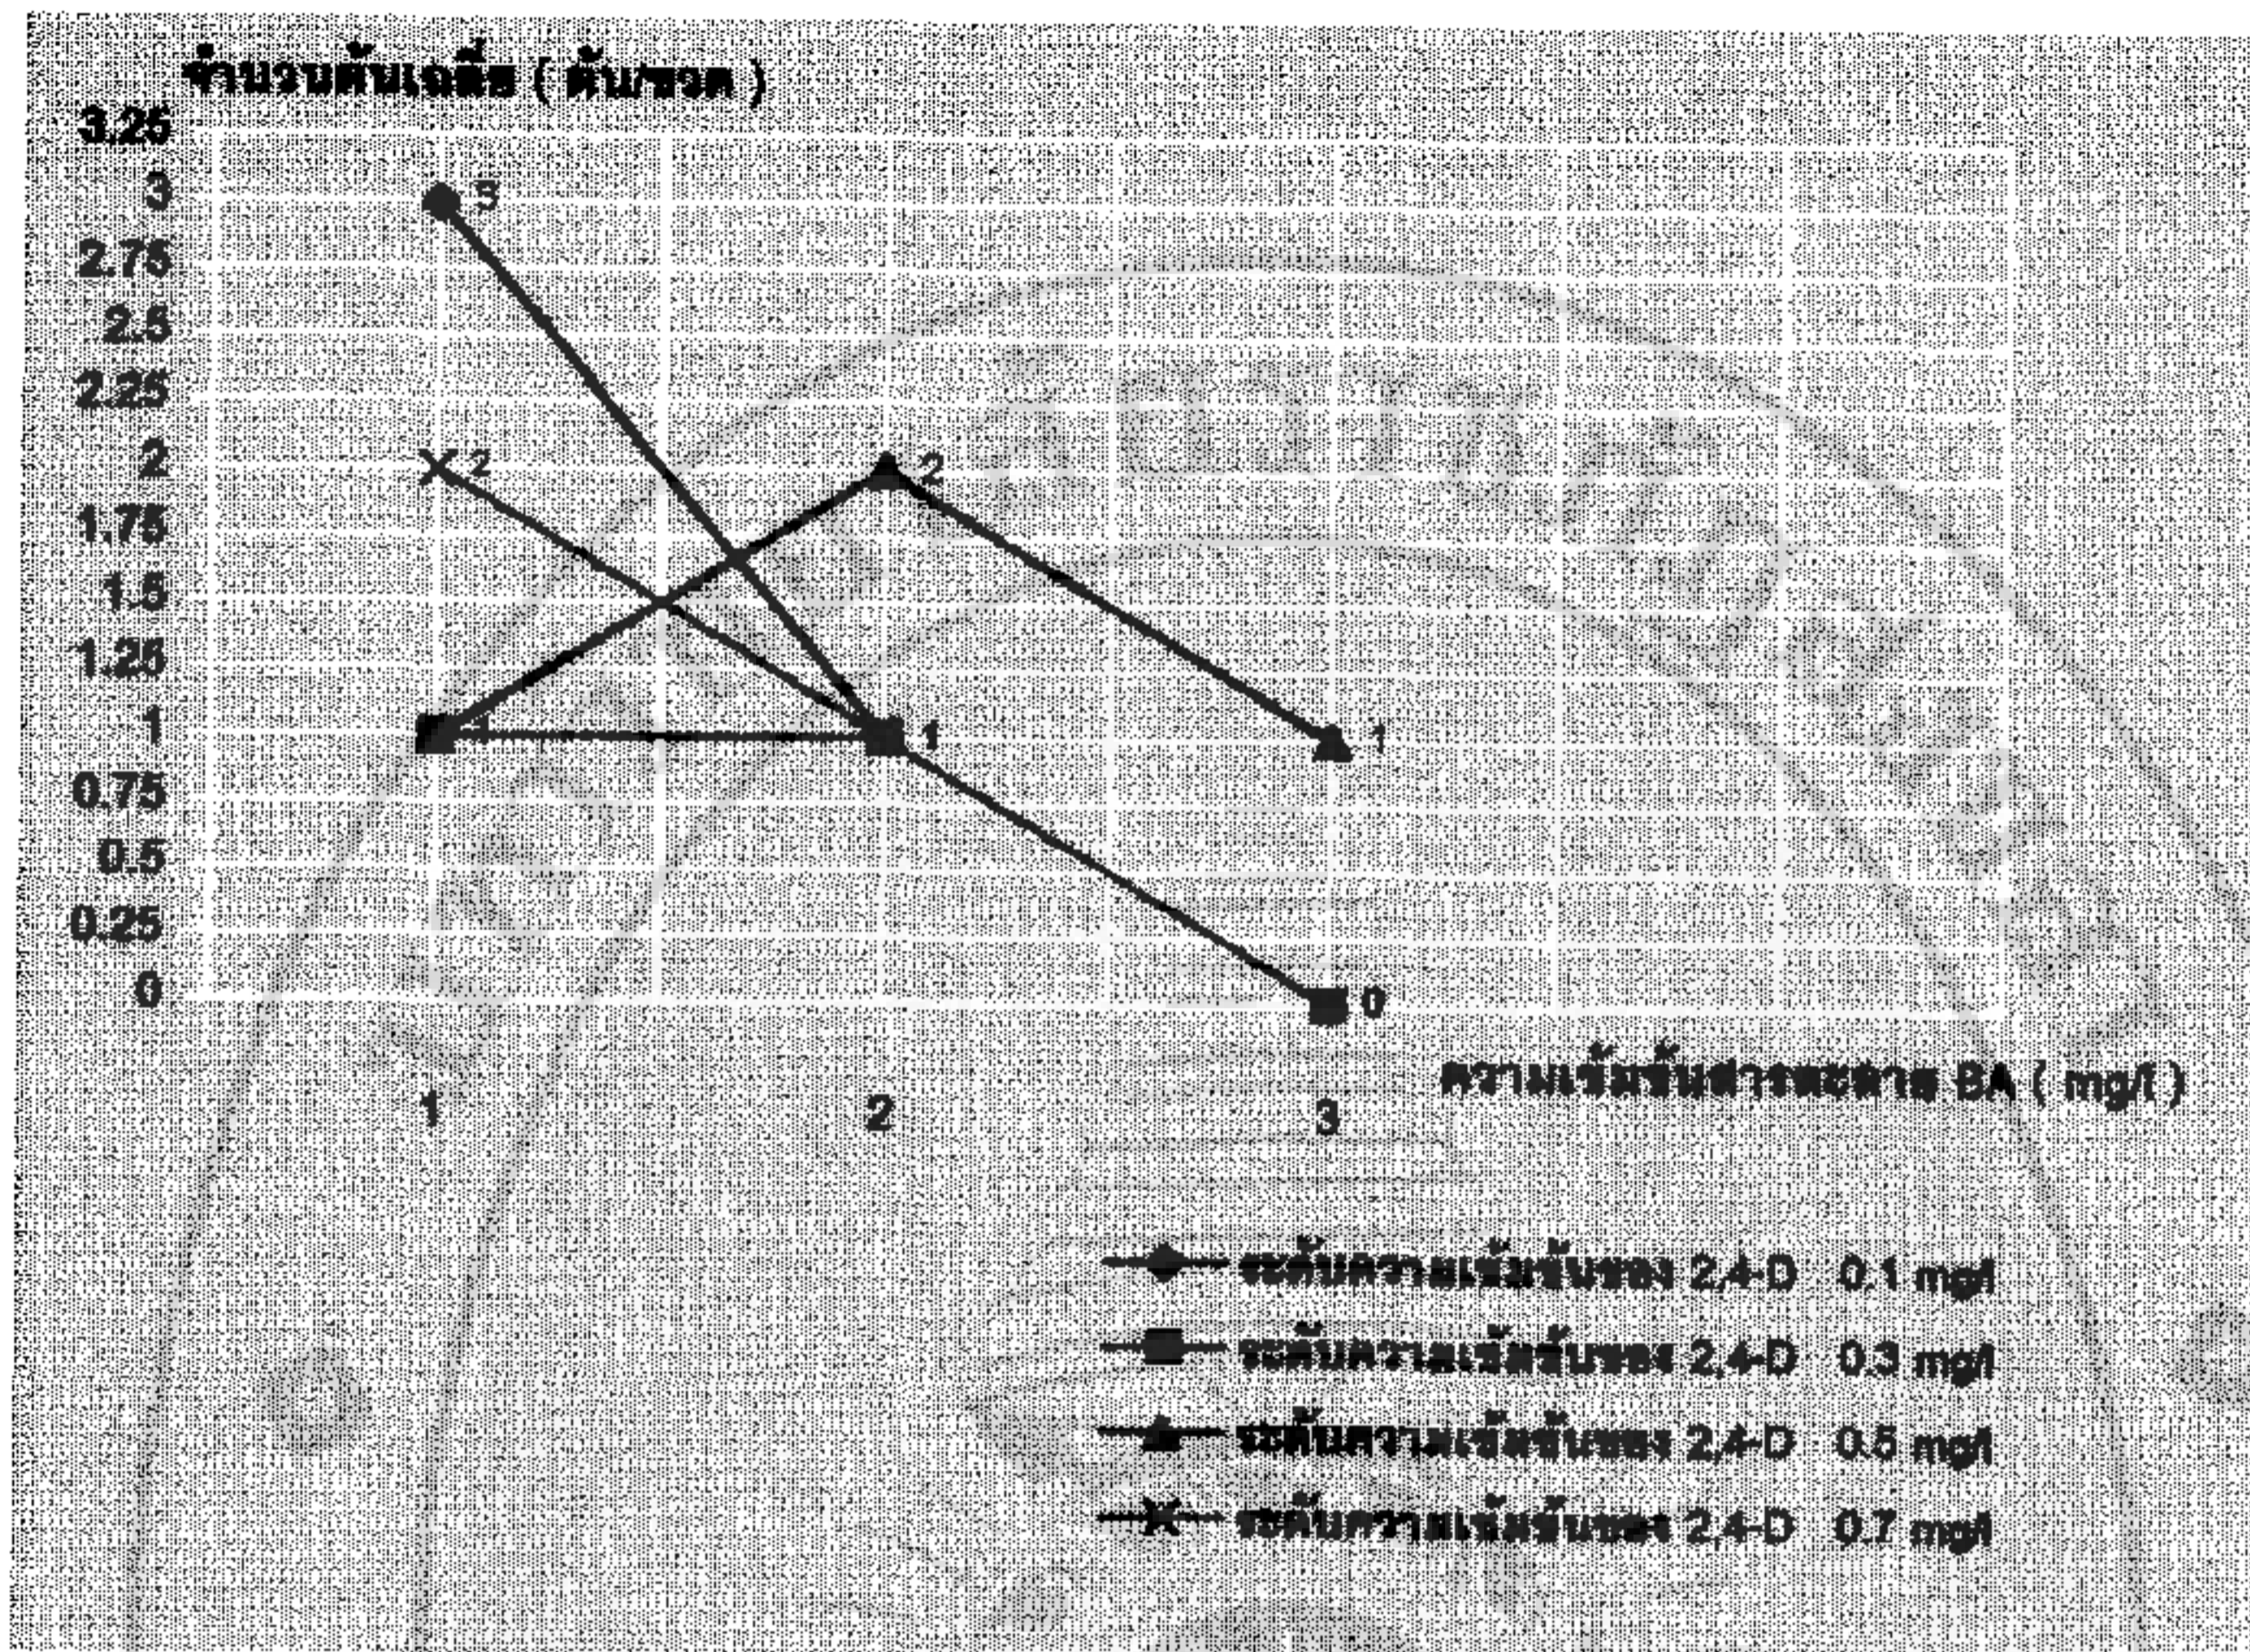 จำนวนต้นเฉลี่ย ( ต้น/ขวด )
3.25
3 3
2.75
2.5
2.25
2 2 2
1.75
1.5
1.25
1 1 1 1
0.75
0.5
0.25
0 0
ความเข้มข้นสารละลาย BA ( mg/l )
1 2 3
ระดับความเข้มข้นของ 2,4-D 0.1 mg/l
ระดับความเข้มข้นของ 2,4-D 0.3 mg/l
ระดับความเข้มข้นของ 2,4-D 0.5 mg/l
ระดับความเข้มข้นของ 2,4-D 0.7 mg/l